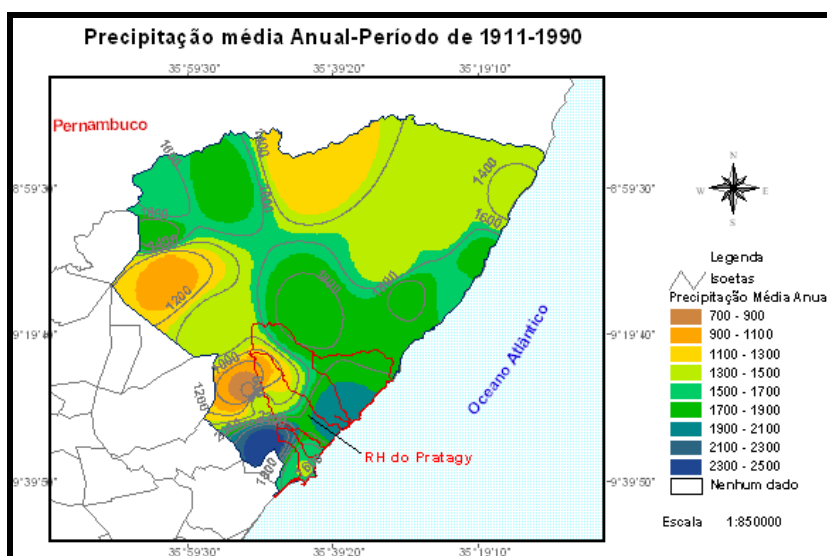 Precipitação média Anual-Período de 1911-1990
35°59'30" 35°39'20" 35°19'10"
Pernambuco
1600
1400
1400
8°59'30" 8°59'30"
1600
1400
1200
9°19'40" 9°19'40"
Oceano Atlântico
1200
RH do Pratagy
1800
9°39'50" 9°39'50"
35°59'30" 35°39'20" 35°19'10"
N
W E
S
Legenda
Isoetas
Precipitação Média Anua
700 - 900
900 - 1100
1100 - 1300
1300 - 1500
1500 - 1700
1700 - 1900
1900 - 2100
2100 - 2300
2300 - 2500
Nenhum dado
Escala 1:850000